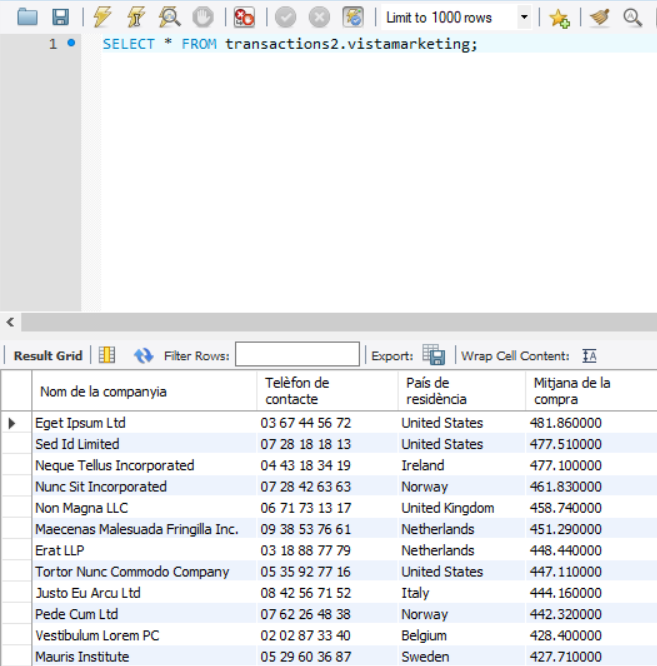 Limit to 1000 rows
1 SELECT * FROM transactions2.vistamarketing;
Result Grid Filter Rows: Export: Wrap Cell Content: IA
Nom de la companyia Telèfon de contacte País de residència Mitjana de la compra
Eget Ipsum Ltd 03 67 44 56 72 United States 481.860000
Sed Id Limited 07 28 18 18 13 United States 477.510000
Neque Tellus Incorporated 04 43 18 34 19 Ireland 477.100000
Nunc Sit Incorporated 07 28 42 63 63 Norway 461.830000
Non Magna LLC 06 71 73 13 17 United Kingdom 458.740000
Maecenas Malesuada Fringilla Inc. 09 38 53 76 61 Netherlands 451.290000
Erat LLP 03 18 88 77 79 Netherlands 448.440000
Tortor Nunc Commodo Company 05 35 92 77 16 United States 447.110000
Justo Eu Arcu Ltd 08 42 56 71 52 Italy 444.160000
Pede Cum Ltd 07 62 26 48 38 Norway 442.320000
Vestibulum Lorem PC 02 02 87 33 40 Belgium 428.400000
Mauris Institute 05 29 60 36 87 Sweden 427.710000